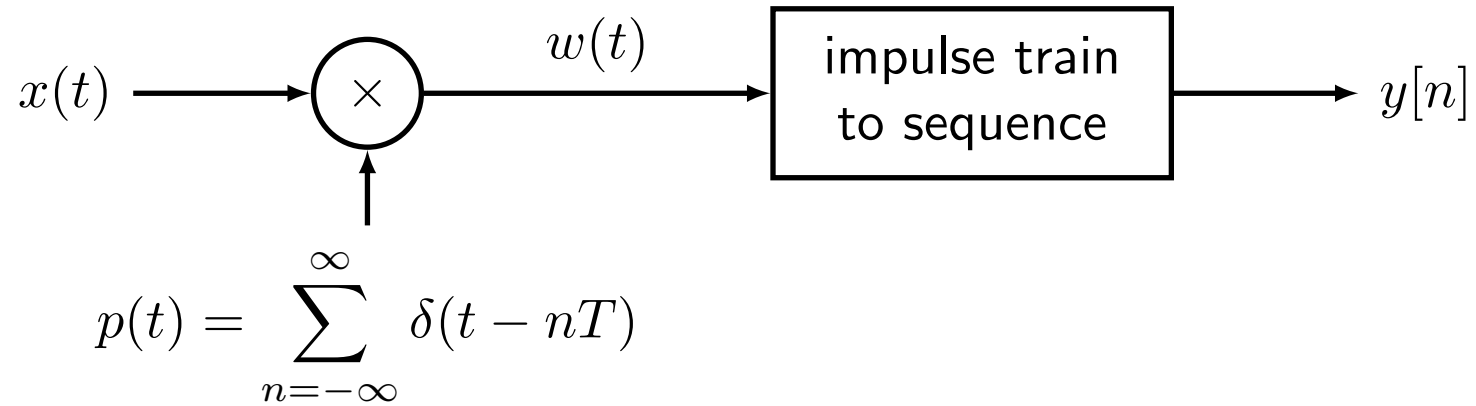 x(t)
×
w(t)
impulse train
to sequence
y[n]
p(t) = ∑_{n=-∞}^{∞} δ(t − nT)